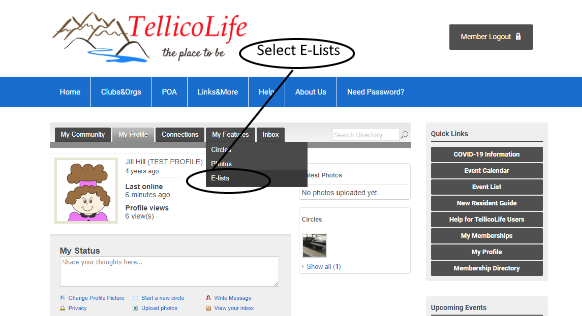 TellicoLife
the place to be
Select E-Lists
Member Logout
Home Clubs&Orgs POA Links&More Help About Us Need Password?
My Community My Profile Connections My Features Inbox
Search Directory
Circles
Photos
E-lists
Jill Hill (TEST PROFILE)
4 years ago
Last online
6 minutes ago
Profile views
6 view(s)
Latest Photos
No photos uploaded yet
Circles
Show all (1)
My Status
Share your thoughts here...
Change Profile Picture Start a new circle Write Message
Privacy Upload photos View your inbox
Quick Links
COVID-19 Information
Event Calendar
Event List
New Resident Guide
Help for TellicoLife Users
My Memberships
My Profile
Membership Directory
Upcoming Events